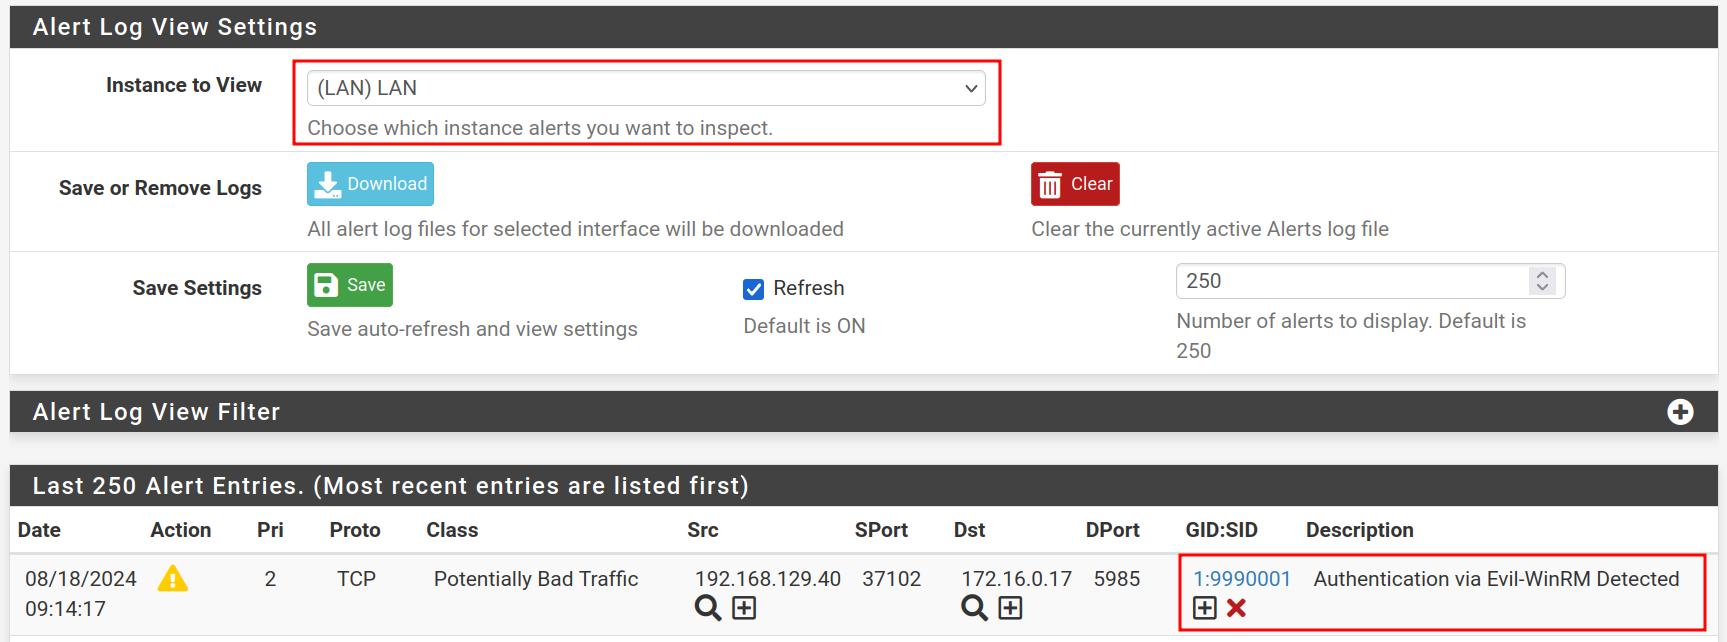 Alert Log View Settings
Instance to View
(LAN) LAN
Choose which instance alerts you want to inspect.
Save or Remove Logs
Download
Clear
All alert log files for selected interface will be downloaded
Clear the currently active Alerts log file
Save Settings
Save
Refresh
250
Save auto-refresh and view settings
Default is ON
Number of alerts to display. Default is
250
Alert Log View Filter
Last 250 Alert Entries. (Most recent entries are listed first)
Date Action Pri Proto Class Src SPort Dst DPort GID:SID Description
08/18/2024 2 TCP Potentially Bad Traffic 192.168.129.40 37102 172.16.0.17 5985 1:9990001 Authentication via Evil-WinRM Detected
09:14:17